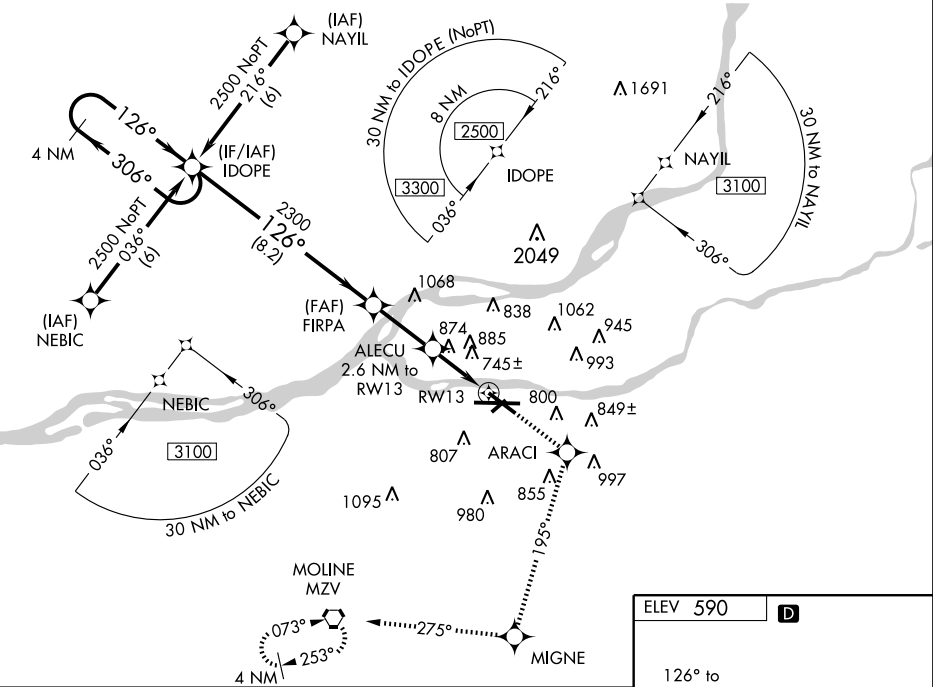 (IAF)
NAYIL
2500 NoPT
216°
(6)
30 NM to IDOPE (NoPT)
8 NM
216°
2500
IDOPE
3300
036°
1691
216°
NAYIL
3100
30 NM to NAYIL
306°
126°
4 NM
306°
(IF/IAF)
IDOPE
2500 NoPT
036°
(6)
(IAF)
NEBIC
2300
126°
(8.2)
2049
(FAF)
FIRPA
1068
838
1062
945
874
885
993
745±
ALECU
2.6 NM to
RW13
RW13
800
849±
NEBIC
306°
036°
3100
30 NM to NEBIC
807
ARACI
997
855
1095
980
195°
MOLINE
MZV
073°
253°
4 NM
275°
MIGNE
ELEV 590
D
126° to